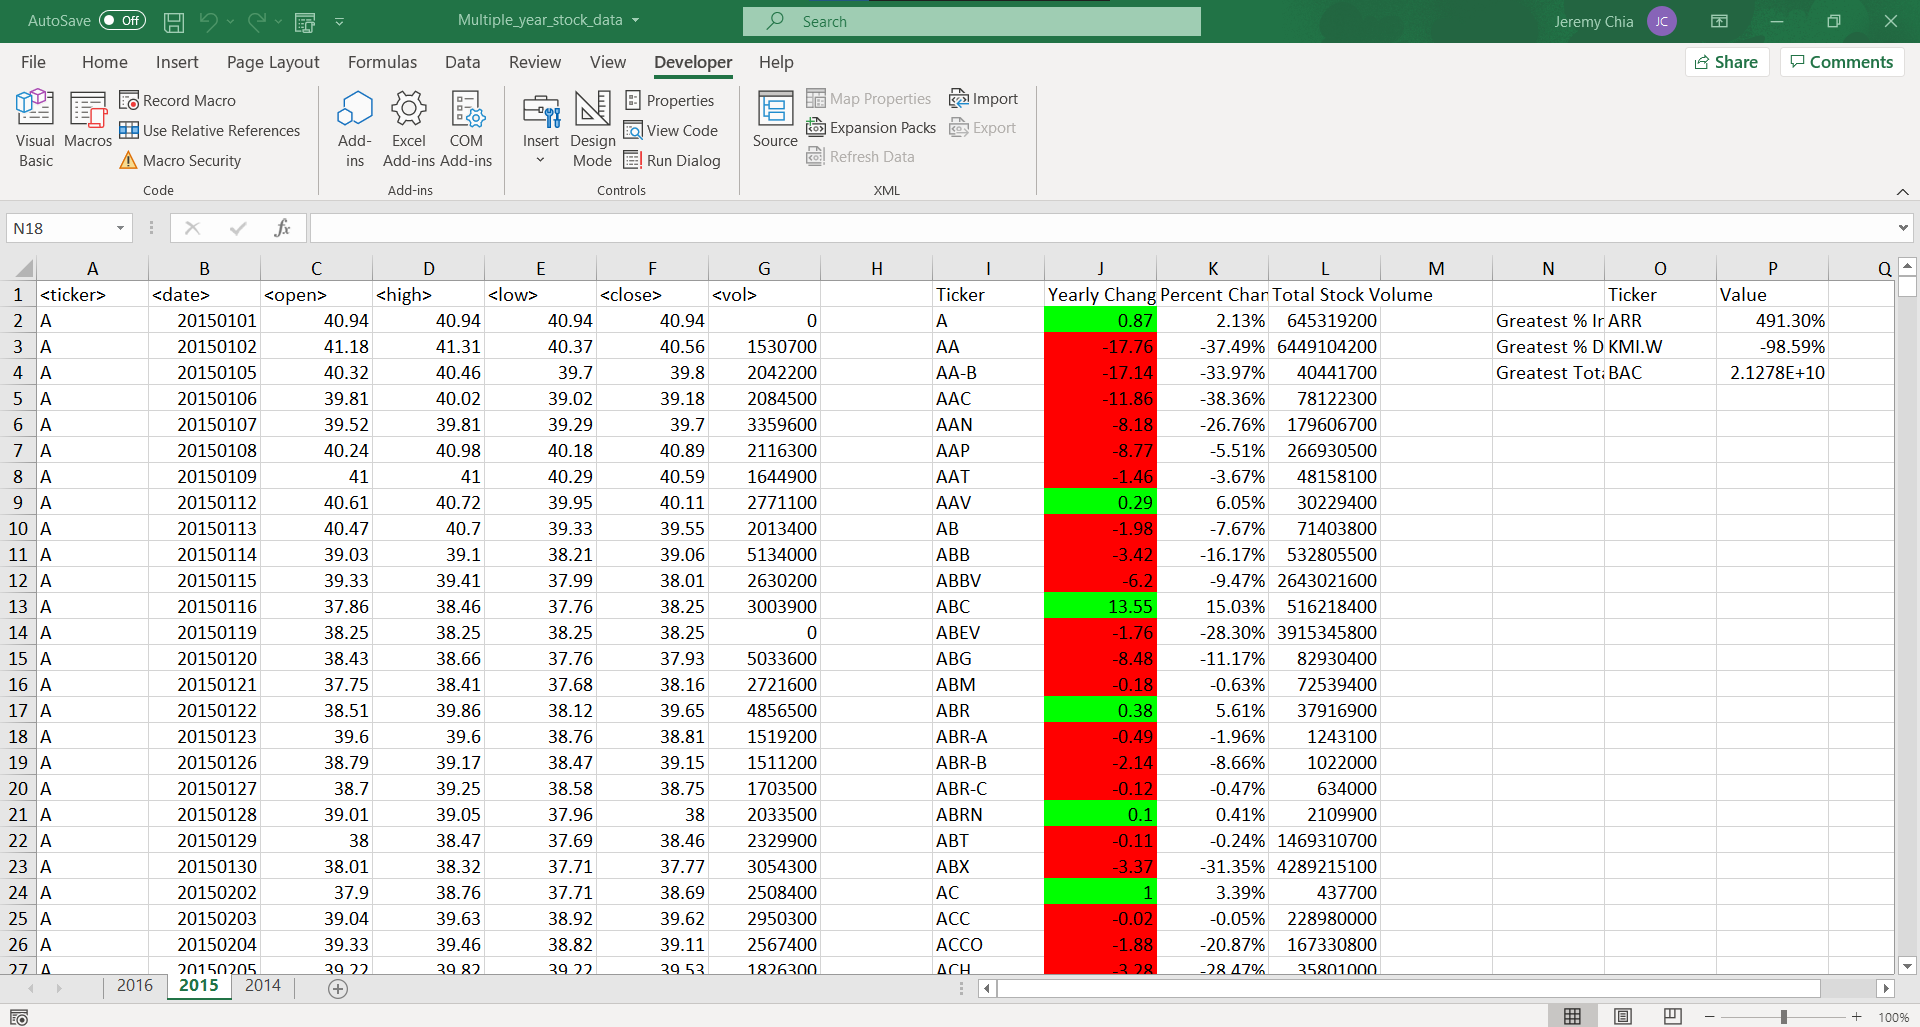 AutoSave Off Multiple_year_stock_data Search Jeremy Chia JC
File Home Insert Page Layout Formulas Data Review View Developer Help Share Comments
Visual Basic
Macros
Record Macro
Use Relative References
Macro Security
Code
Add-ins
Excel Add-ins
COM Add-ins
Add-ins
Insert
Design Mode
Properties
View Code
Run Dialog
Controls
Source
Map Properties
Expansion Packs
Refresh Data
Import
Export
XML
N18 fx
A B C D E F G H I J K L M N O P Q
1 <ticker> <date> <open> <high> <low> <close> <vol> Ticker Yearly Chang Percent Chan Total Stock Volume Ticker Value
2 A 20150101 40.94 40.94 40.94 40.94 0 A 0.87 2.13% 645319200 Greatest % In ARR 491.30%
3 A 20150102 41.18 41.31 40.37 40.56 1530700 AA -17.76 -37.49% 6449104200 Greatest % D KMI.W -98.59%
4 A 20150105 40.32 40.46 39.7 39.8 2042200 AA-B -17.14 -33.97% 40441700 Greatest Tota BAC 2.1278E+10
5 A 20150106 39.81 40.02 39.02 39.18 2084500 AAC -11.86 -38.36% 78122300
6 A 20150107 39.52 39.81 39.29 39.7 3359600 AAN -8.18 -26.76% 179606700
7 A 20150108 40.24 40.98 40.18 40.89 2116300 AAP -8.77 -5.51% 266930500
8 A 20150109 41 41 40.29 40.59 1644900 AAT -1.46 -3.67% 48158100
9 A 20150112 40.61 40.72 39.95 40.11 2771100 AAV 0.29 6.05% 30229400
10 A 20150113 40.47 40.7 39.33 39.55 2013400 AB -1.98 -7.67% 71403800
11 A 20150114 39.03 39.1 38.21 39.06 5134000 ABB -3.42 -16.17% 532805500
12 A 20150115 39.33 39.41 37.99 38.01 2630200 ABBV -6.2 -9.47% 2643021600
13 A 20150116 37.86 38.46 37.76 38.25 3003900 ABC 13.55 15.03% 516218400
14 A 20150119 38.25 38.25 38.25 38.25 0 ABEV -1.76 -28.30% 3915345800
15 A 20150120 38.43 38.66 37.76 37.93 5033600 ABG -8.48 -11.17% 82930400
16 A 20150121 37.75 38.41 37.68 38.16 2721600 ABM -0.18 -0.63% 72539400
17 A 20150122 38.51 39.86 38.12 39.65 4856500 ABR 0.38 5.61% 37916900
18 A 20150123 39.6 39.6 38.76 38.81 1519200 ABR-A -0.49 -1.96% 1243100
19 A 20150126 38.79 39.17 38.47 39.15 1511200 ABR-B -2.14 -8.66% 1022000
20 A 20150127 38.7 39.25 38.58 38.75 1703500 ABR-C -0.12 -0.47% 634000
21 A 20150128 39.01 39.05 37.96 38 2033500 ABRN 0.1 0.41% 2109900
22 A 20150129 38 38.47 37.69 38.46 2329900 ABT -0.11 -0.24% 1469310700
23 A 20150130 38.01 38.32 37.71 37.77 3054300 ABX -3.37 -31.35% 4289215100
24 A 20150202 37.9 38.76 37.71 38.69 2508400 AC 1 3.39% 437700
25 A 20150203 39.04 39.63 38.92 39.62 2950300 ACC -0.02 -0.05% 228980000
26 A 20150204 39.33 39.46 38.82 39.11 2567400 ACCO -1.88 -20.87% 167330800
27 A 20150205 39.22 39.82 39.22 39.53 1826300 ACH -3.28 -28.47% 35801000
2016 2015 2014
100%